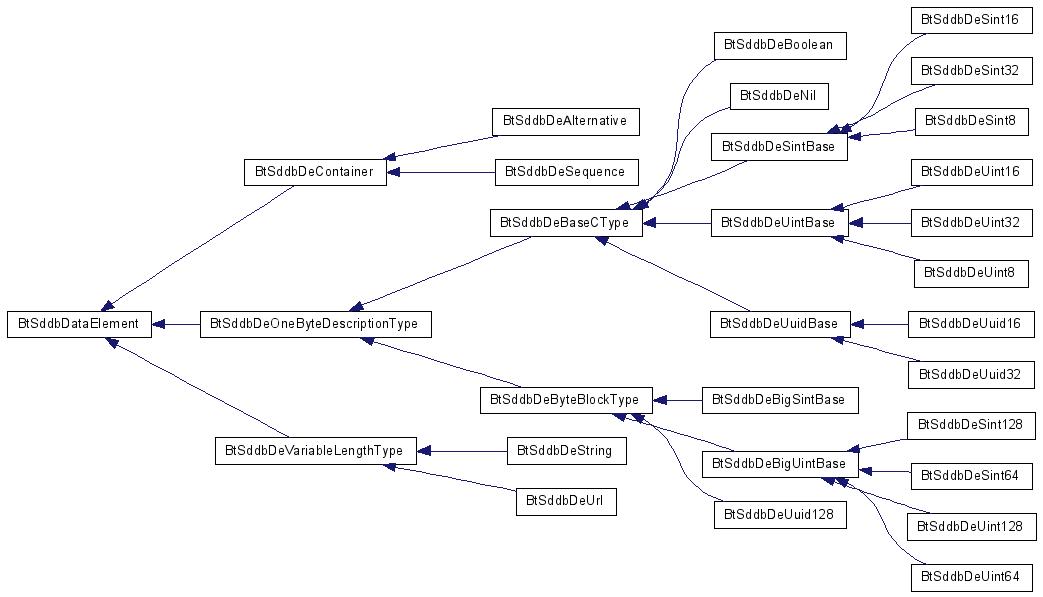 BtSddbDeSint16
BtSddbDeBoolean
BtSddbDeSint32
BtSddbDeNil
BtSddbDeAlternative
BtSddbDeSint8
BtSddbDeSintBase
BtSddbDeContainer
BtSddbDeSequence
BtSddbDeUint16
BtSddbDeBaseCType
BtSddbDeUintBase
BtSddbDeUint32
BtSddbDeUint8
BtSddbDataElement
BtSddbDeOneByteDescriptionType
BtSddbDeUuidBase
BtSddbDeUuid16
BtSddbDeUuid32
BtSddbDeByteBlockType
BtSddbDeBigSintBase
BtSddbDeSint128
BtSddbDeVariableLengthType
BtSddbDeString
BtSddbDeBigUintBase
BtSddbDeSint64
BtSddbDeUrl
BtSddbDeUuid128
BtSddbDeUint128
BtSddbDeUint64